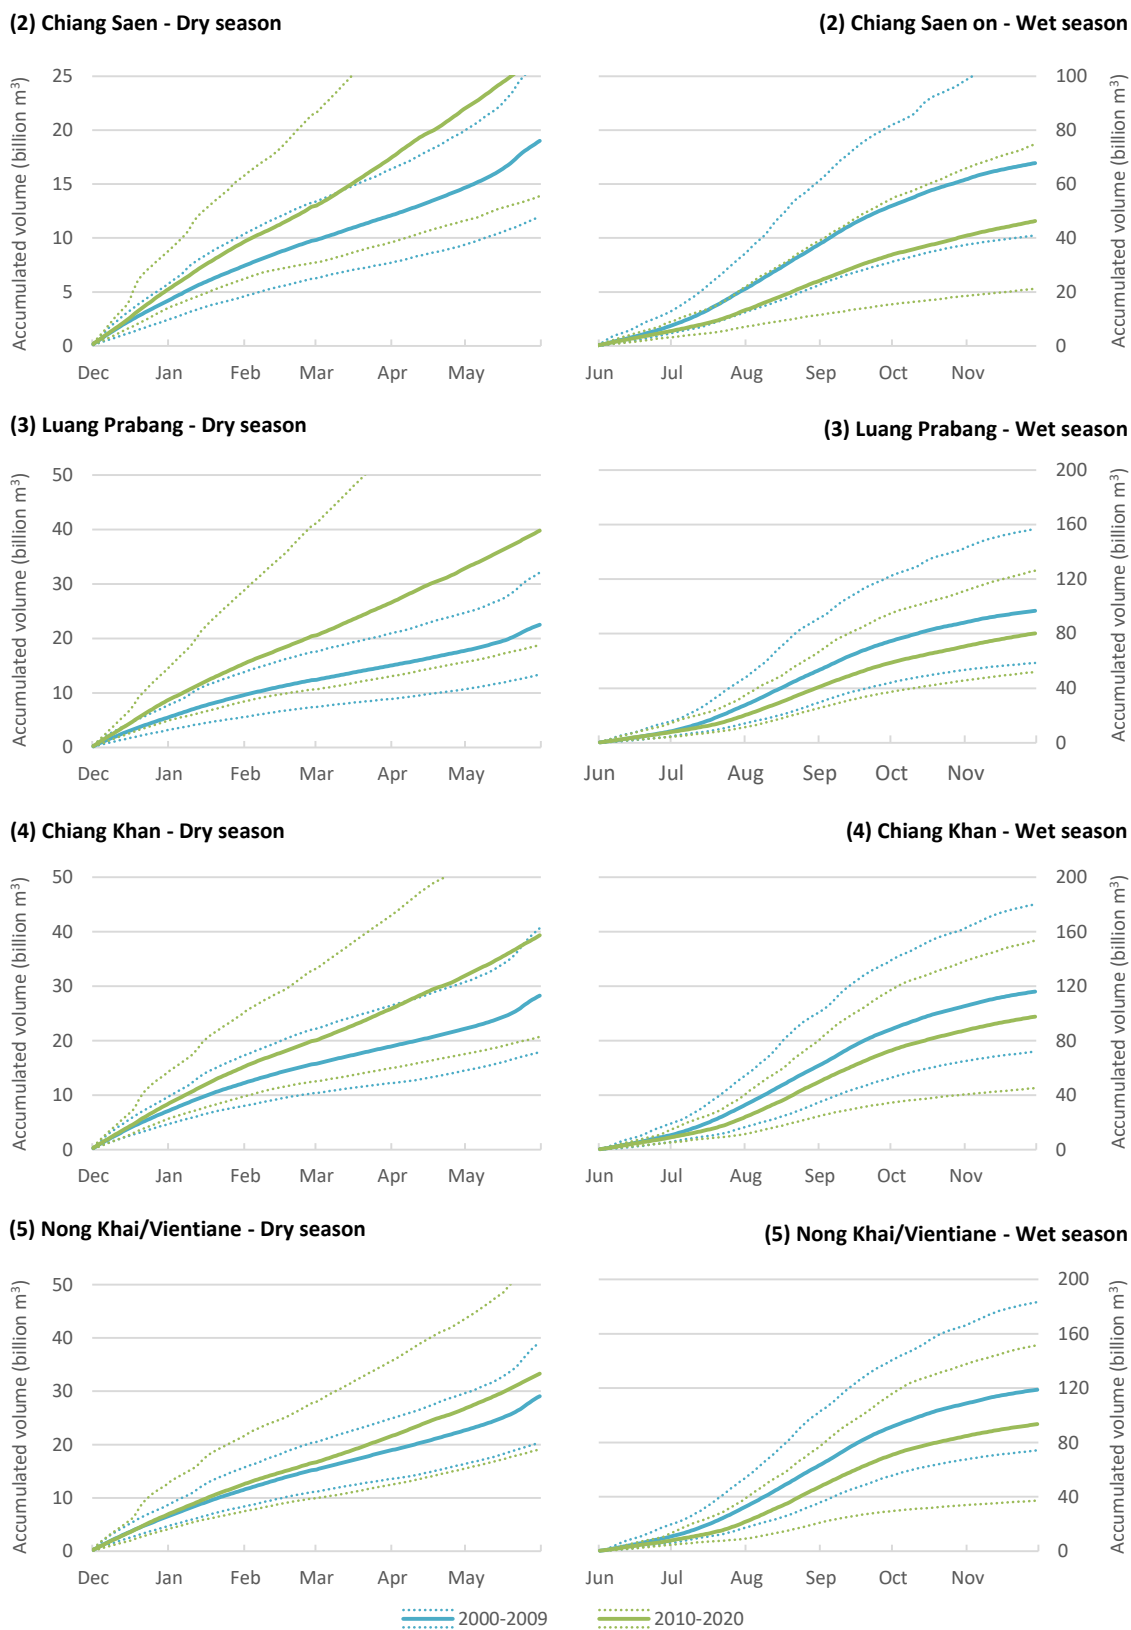 (2) Chiang Saen - Dry season
(2) Chiang Saen on - Wet season
Accumulated volume (billion m³)
25
20
15
10
5
0
Dec Jan Feb Mar Apr May
100
80
60
40
20
0
Jun Jul Aug Sep Oct Nov
Accumulated volume (billion m³)
(3) Luang Prabang - Dry season
(3) Luang Prabang - Wet season
Accumulated volume (billion m³)
50
40
30
20
10
0
Dec Jan Feb Mar Apr May
200
160
120
80
40
0
Jun Jul Aug Sep Oct Nov
Accumulated volume (billion m³)
(4) Chiang Khan - Dry season
(4) Chiang Khan - Wet season
Accumulated volume (billion m³)
50
40
30
20
10
0
Dec Jan Feb Mar Apr May
200
160
120
80
40
0
Jun Jul Aug Sep Oct Nov
Accumulated volume (billion m³)
(5) Nong Khai/Vientiane - Dry season
(5) Nong Khai/Vientiane - Wet season
Accumulated volume (billion m³)
50
40
30
20
10
0
Dec Jan Feb Mar Apr May
200
160
120
80
40
0
Jun Jul Aug Sep Oct Nov
Accumulated volume (billion m³)
2000-2009 2010-2020